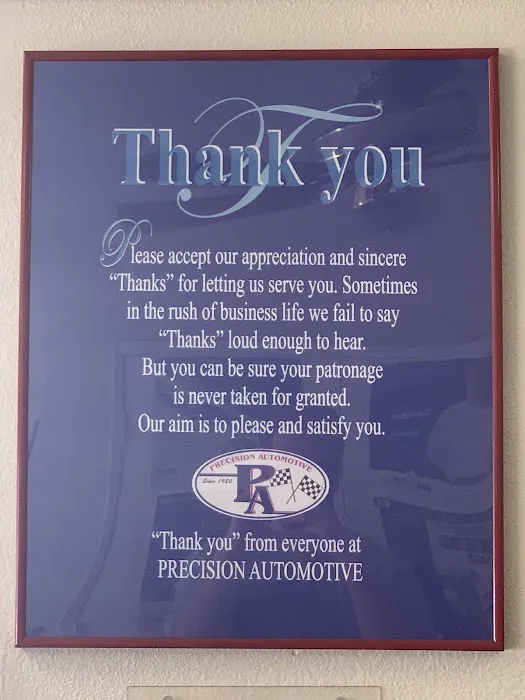 Thank you
Please accept our appreciation and sincere
“Thanks” for letting us serve you. Sometimes
in the rush of business life we fail to say
“Thanks” loud enough to hear.
But you can be sure your patronage
is never taken for granted.
Our aim is to please and satisfy you.
PRECISION AUTOMOTIVE
Since 1980
PA
“Thank you” from everyone at
PRECISION AUTOMOTIVE